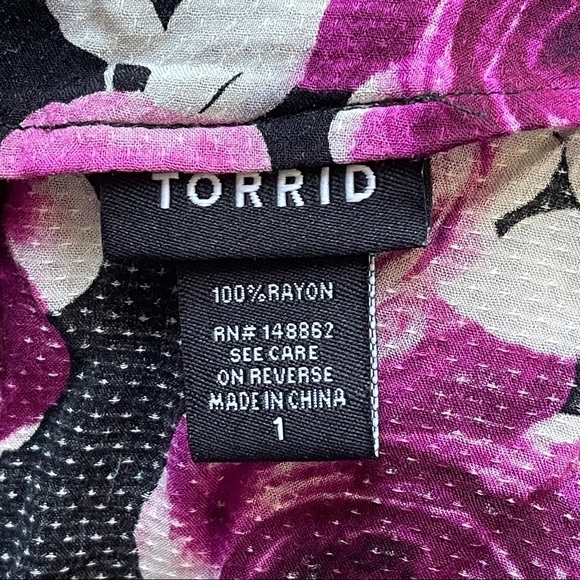 TORRID
100% RAYON
RN# 148862
SEE CARE
ON REVERSE
MADE IN CHINA
1